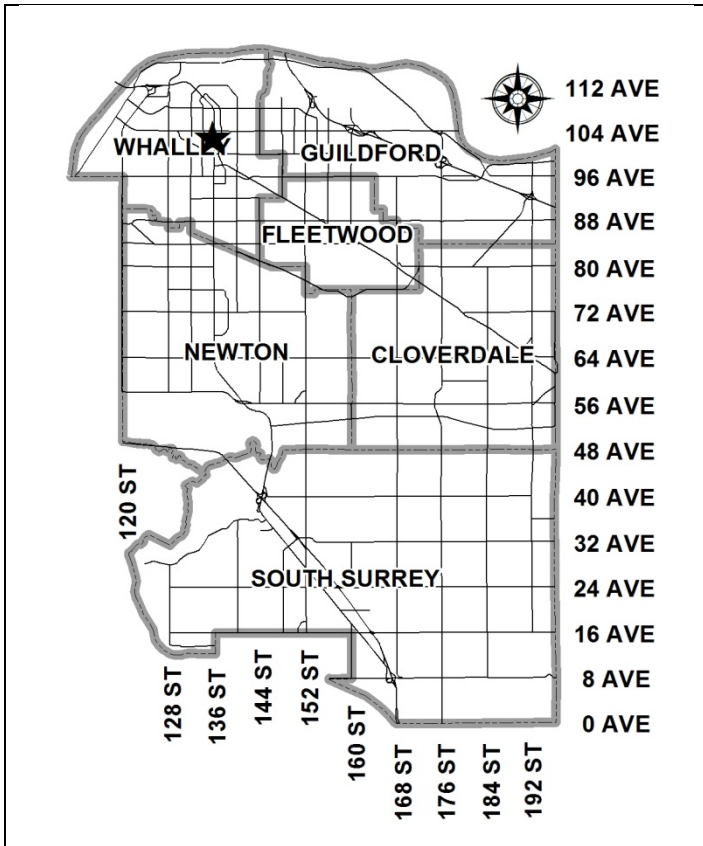 112 AVE
104 AVE
WHALLEY
GUILDFORD
96 AVE
88 AVE
FLEETWOOD
80 AVE
72 AVE
NEWTON
CLOVERDALE
64 AVE
56 AVE
48 AVE
120 ST
40 AVE
32 AVE
SOUTH SURREY
24 AVE
16 AVE
8 AVE
0 AVE
128 ST
136 ST
144 ST
152 ST
160 ST
168 ST
176 ST
184 ST
192 ST